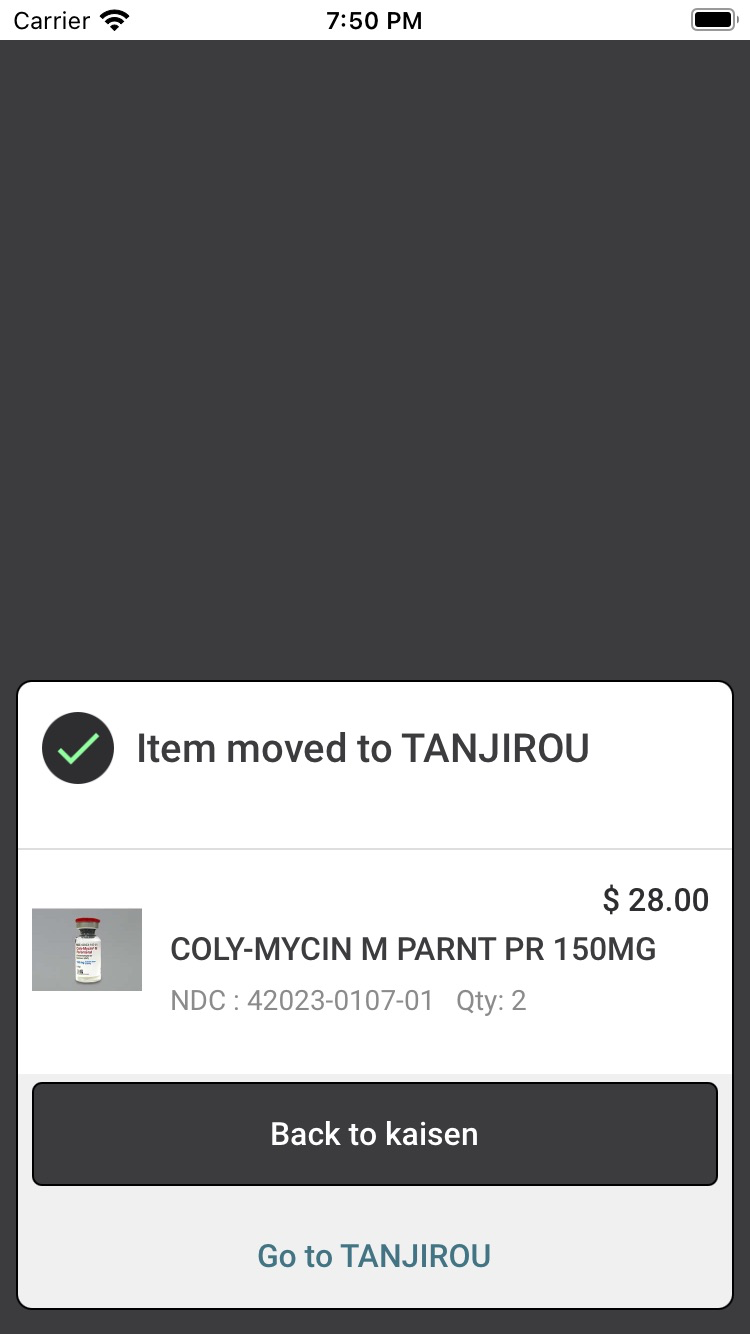 Carrier 7:50 PM
Item moved to TANJIROU
$ 28.00
COLY-MYCIN M PARNT PR 150MG
NDC : 42023-0107-01 Qty: 2
Back to kaisen
Go to TANJIROU